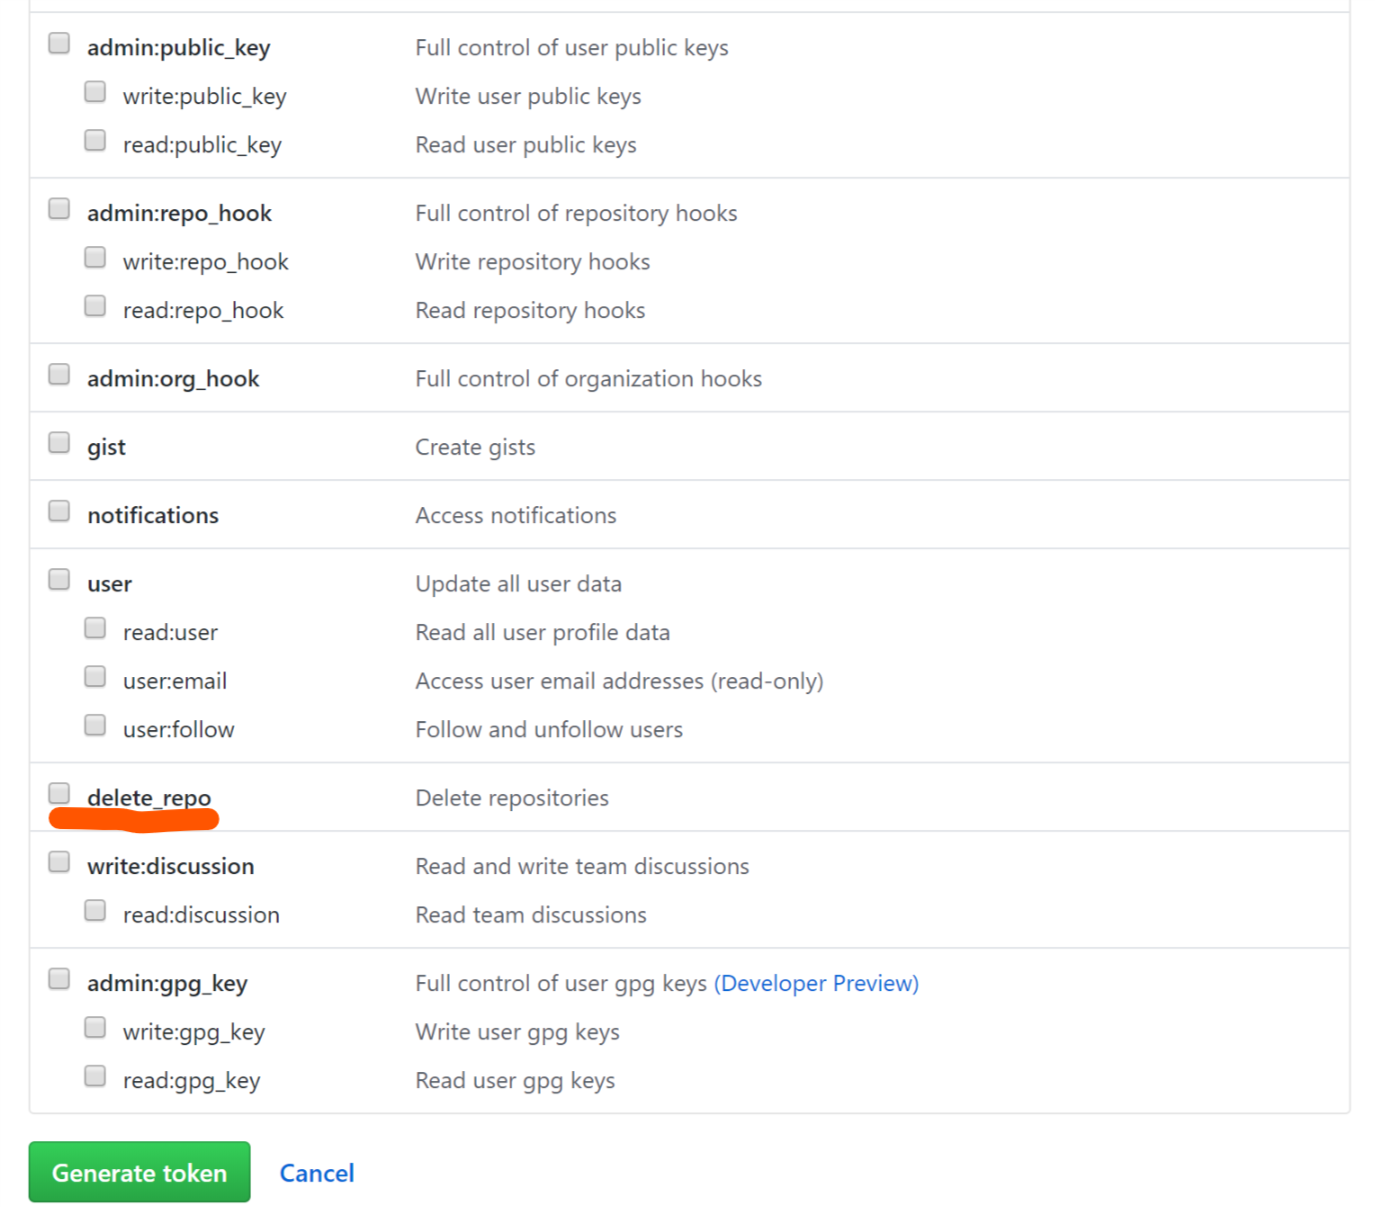 admin:public_key Full control of user public keys
write:public_key Write user public keys
read:public_key Read user public keys
admin:repo_hook Full control of repository hooks
write:repo_hook Write repository hooks
read:repo_hook Read repository hooks
admin:org_hook Full control of organization hooks
gist Create gists
notifications Access notifications
user Update all user data
read:user Read all user profile data
user:email Access user email addresses (read-only)
user:follow Follow and unfollow users
delete_repo Delete repositories
write:discussion Read and write team discussions
read:discussion Read team discussions
admin:gpg_key Full control of user gpg keys (Developer Preview)
write:gpg_key Write user gpg keys
read:gpg_key Read user gpg keys
Generate token Cancel